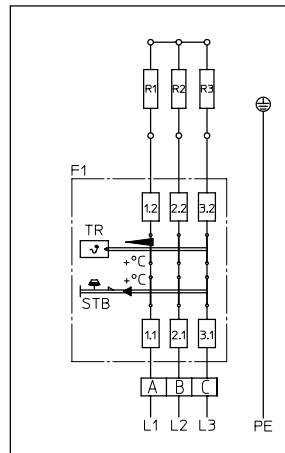 R1 R2 R3
F1
1.2 2.2 3.2
TR
+°C
+°C
STB
1.1 2.1 3.1
A B C
L1 L2 L3 PE